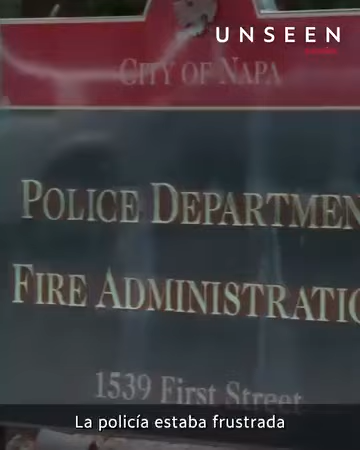 UNSEEN
CITY OF NAPA
POLICE DEPARTMEN
FIRE ADMINISTRATIO
1539 First Street
La policía estaba frustrada